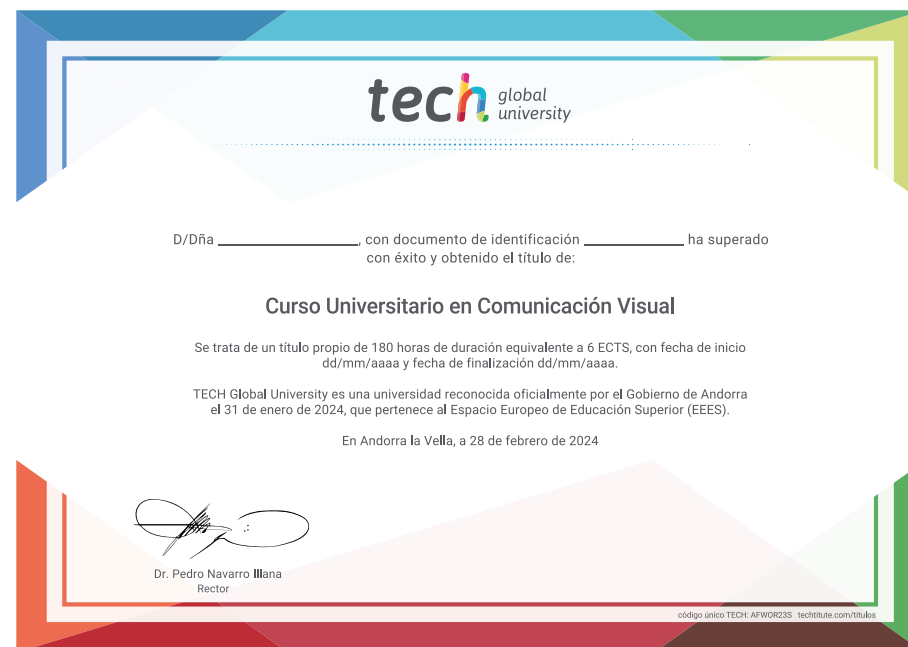 tech global university
D/Dña ____________________, con documento de identificación ______________ ha superado
con éxito y obtenido el título de:
Curso Universitario en Comunicación Visual
Se trata de un título propio de 180 horas de duración equivalente a 6 ECTS, con fecha de inicio
dd/mm/aaaa y fecha de finalización dd/mm/aaaa.
TECH Global University es una universidad reconocida oficialmente por el Gobierno de Andorra
el 31 de enero de 2024, que pertenece al Espacio Europeo de Educación Superior (EEES).
En Andorra la Vella, a 28 de febrero de 2024
Dr. Pedro Navarro Illana
Rector
código único TECH: AFWOR23S techtitute.com/titulos